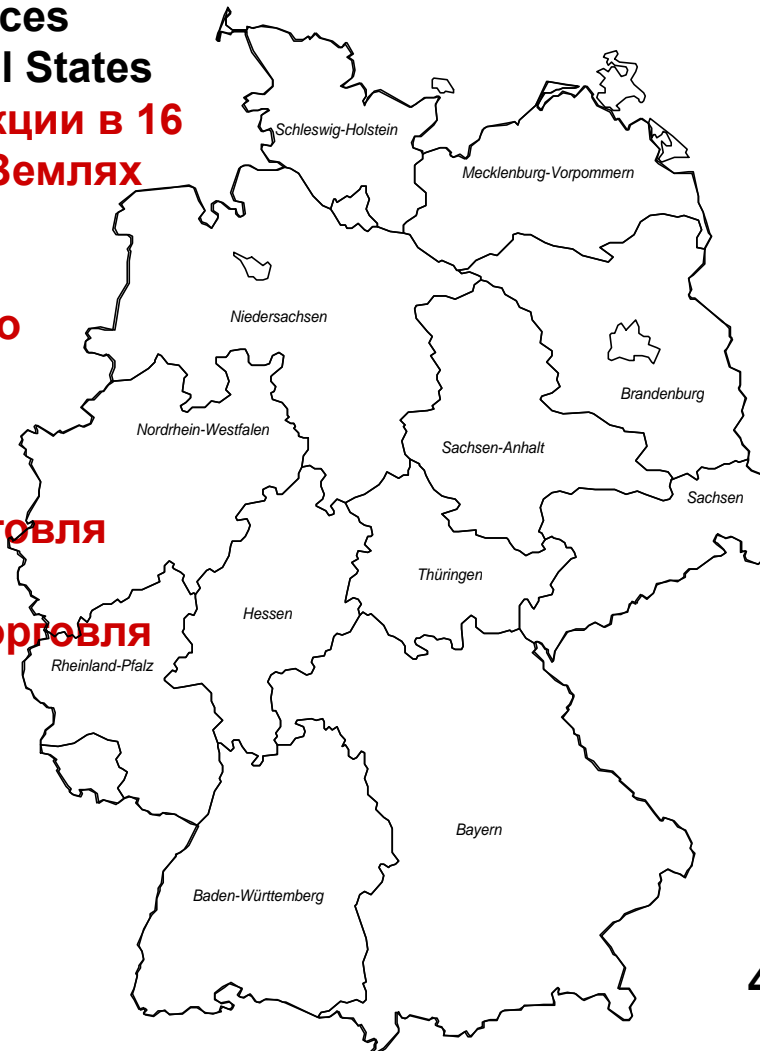 ces
l States
кции в 16
Землях
о
говля
орговля
Schleswig-Holstein
Mecklenburg-Vorpommern
Niedersachsen
Brandenburg
Nordrhein-Westfalen
Sachsen-Anhalt
Sachsen
Thüringen
Hessen
Rheinland-Pfalz
Bayern
Baden-Württemberg
4